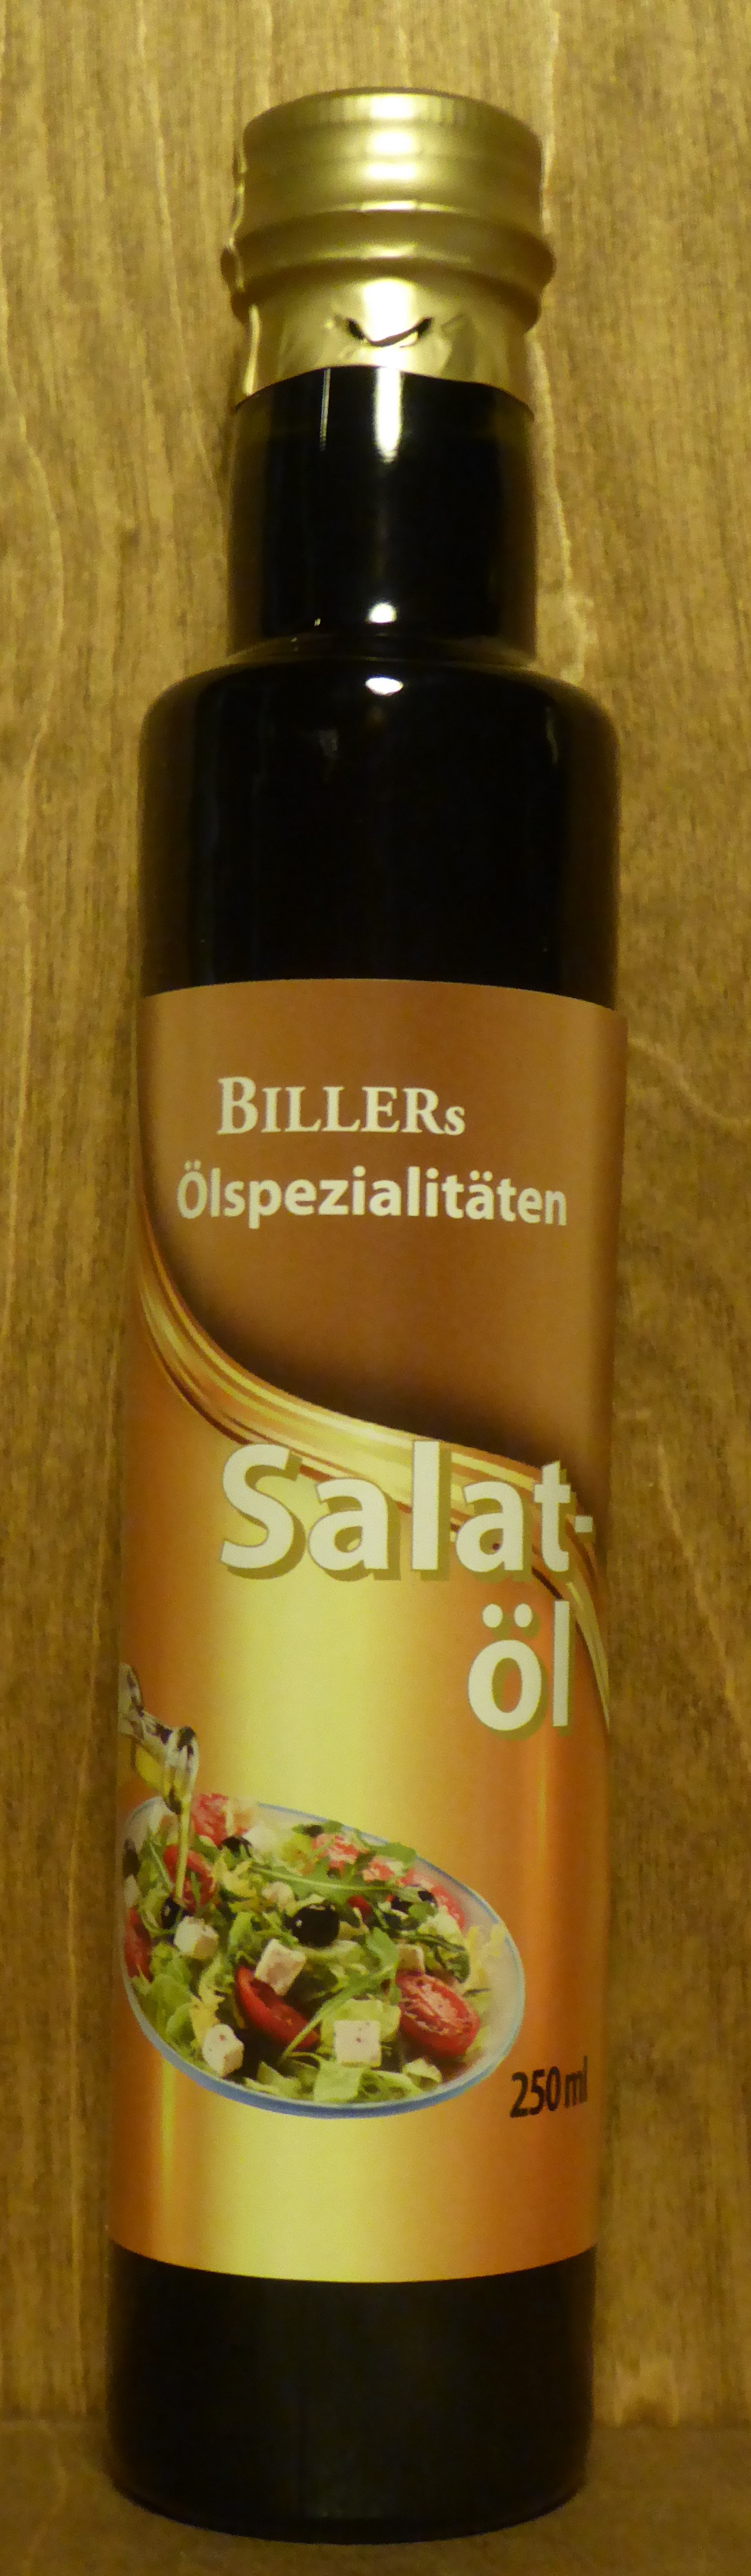 BILLERs
Ölspezialitäten
Salat-
öl
250 ml